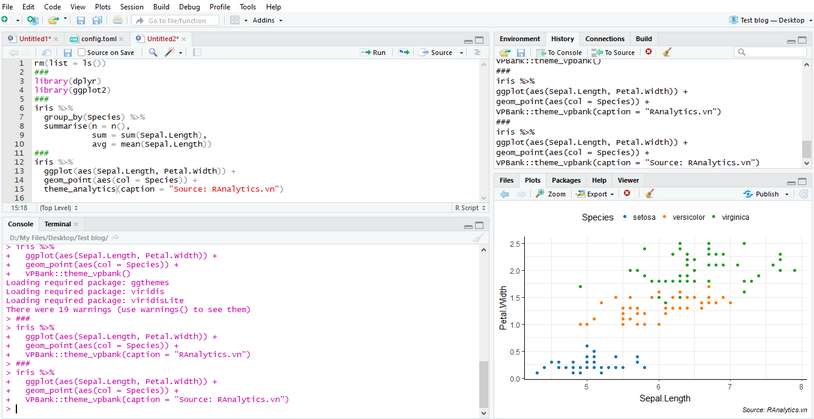 File Edit Code View Plots Session Build Debug Profile Tools Help
Go to file/function Addins Test blog — Desktop
Untitled1* config.toml Untitled2*
Source on Save Run Source
1 rm(list = ls())
2 ###
3 library(dplyr)
4 library(ggplot2)
5 ###
6 iris %>%
7 group_by(Species) %>%
8 summarise(n = n(),
9 sum = sum(Sepal.Length),
10 avg = mean(Sepal.Length))
11 ###
12 iris %>%
13 ggplot(aes(Sepal.Length, Petal.Width)) +
14 geom_point(aes(col = Species)) +
15 theme_analytics(caption = "Source: RAnalytics.vn")
16
15:18 (Top Level) R Script
Console Terminal
D:/My Files/Desktop/Test blog/
> iris %>%
+ ggplot(aes(Sepal.Length, Petal.Width)) +
+ geom_point(aes(col = Species)) +
+ VPBank::theme_vpbank()
Loading required package: ggthemes
Loading required package: viridis
Loading required package: viridisLite
There were 19 warnings (use warnings() to see them)
> ###
> iris %>%
+ ggplot(aes(Sepal.Length, Petal.Width)) +
+ geom_point(aes(col = Species)) +
+ VPBank::theme_vpbank(caption = "RAnalytics.vn")
> ###
> iris %>%
+ ggplot(aes(Sepal.Length, Petal.Width)) +
+ geom_point(aes(col = Species)) +
+ VPBank::theme_vpbank(caption = "Source: RAnalytics.vn")
>
Environment History Connections Build
To Console To Source
VPBank::theme_vpbank()
###
iris %>%
ggplot(aes(Sepal.Length, Petal.Width)) +
geom_point(aes(col = Species)) +
VPBank::theme_vpbank(caption = "RAnalytics.vn")
###
iris %>%
ggplot(aes(Sepal.Length, Petal.Width)) +
geom_point(aes(col = Species)) +
VPBank::theme_vpbank(caption = "Source: RAnalytics.vn")
Files Plots Packages Help Viewer
Zoom Export Publish
Species setosa versicolor virginica
2.5
2.0
1.5
1.0
0.5
0.0
Petal.Width
5 6 7 8
Sepal.Length
Source: RAnalytics.vn